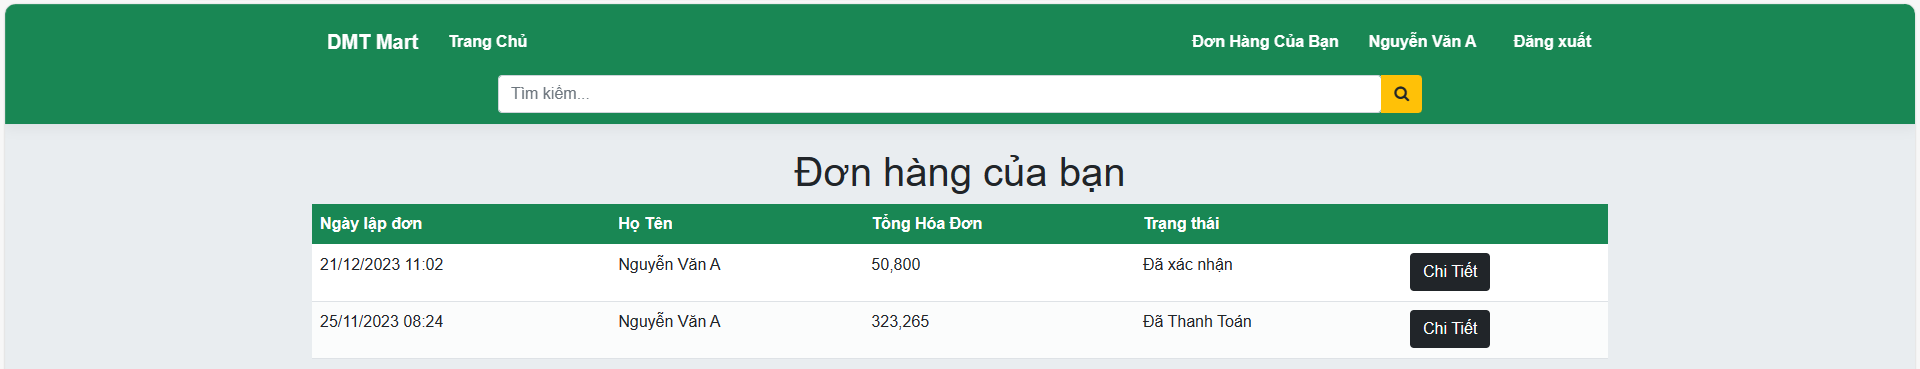 DMT Mart Trang Chủ Đơn Hàng Của Bạn Nguyễn Văn A Đăng xuất
Tìm kiếm...
Đơn hàng của bạn
Ngày lập đơn Họ Tên Tổng Hóa Đơn Trạng thái
21/12/2023 11:02 Nguyễn Văn A 50,800 Đã xác nhận Chi Tiết
25/11/2023 08:24 Nguyễn Văn A 323,265 Đã Thanh Toán Chi Tiết